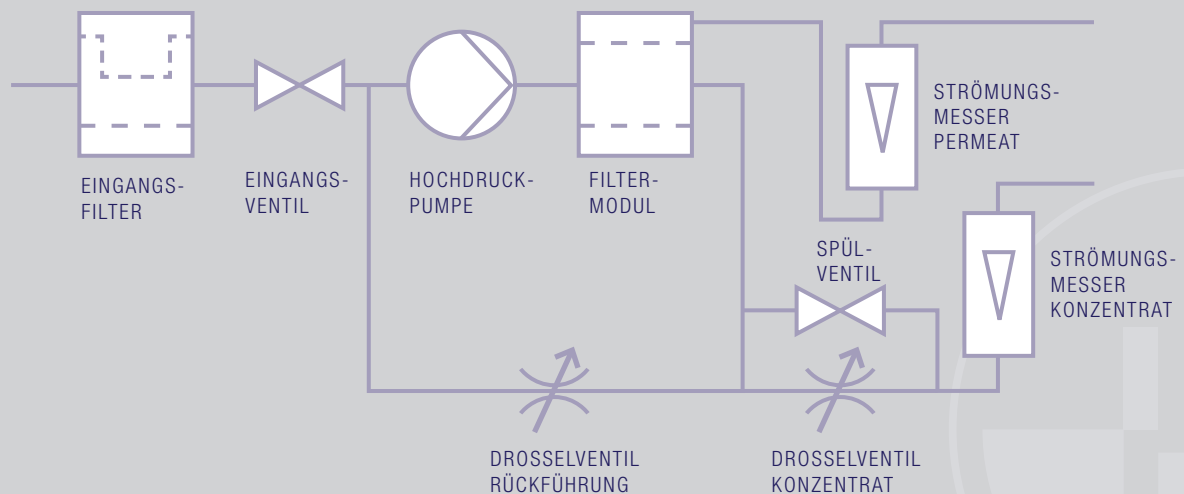 EINGANGS-
FILTER
EINGANGS-
VENTIL
HOCHDRUCK-
PUMPE
FILTER-
MODUL
STRÖMUNGS-
MESSER
PERMEAT
SPÜL-
VENTIL
STRÖMUNGS-
MESSER
KONZENTRAT
DROSSELVENTIL
RÜCKFÜHRUNG
DROSSELVENTIL
KONZENTRAT